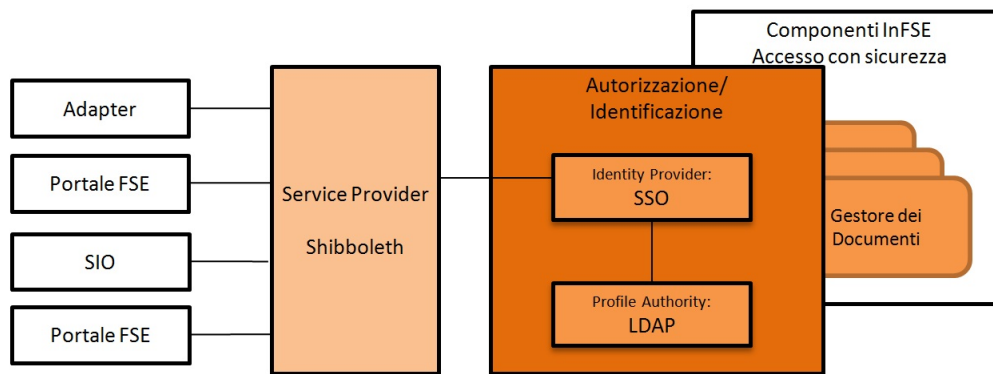 Adapter
Portale FSE
SIO
Portale FSE
Service Provider
Shibboleth
Autorizzazione/
Identificazione
Identity Provider:
SSO
Profile Authority:
LDAP
Componenti InFSE
Accesso con sicurezza
Gestore dei
Documenti